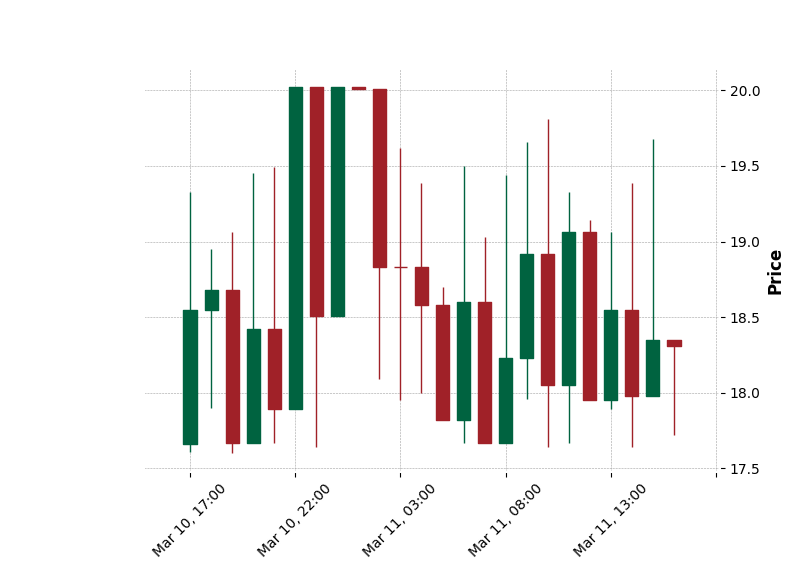 20.0
19.5
19.0
18.5
18.0
17.5
Price
Mar 10, 17:00
Mar 10, 22:00
Mar 11, 03:00
Mar 11, 08:00
Mar 11, 13:00